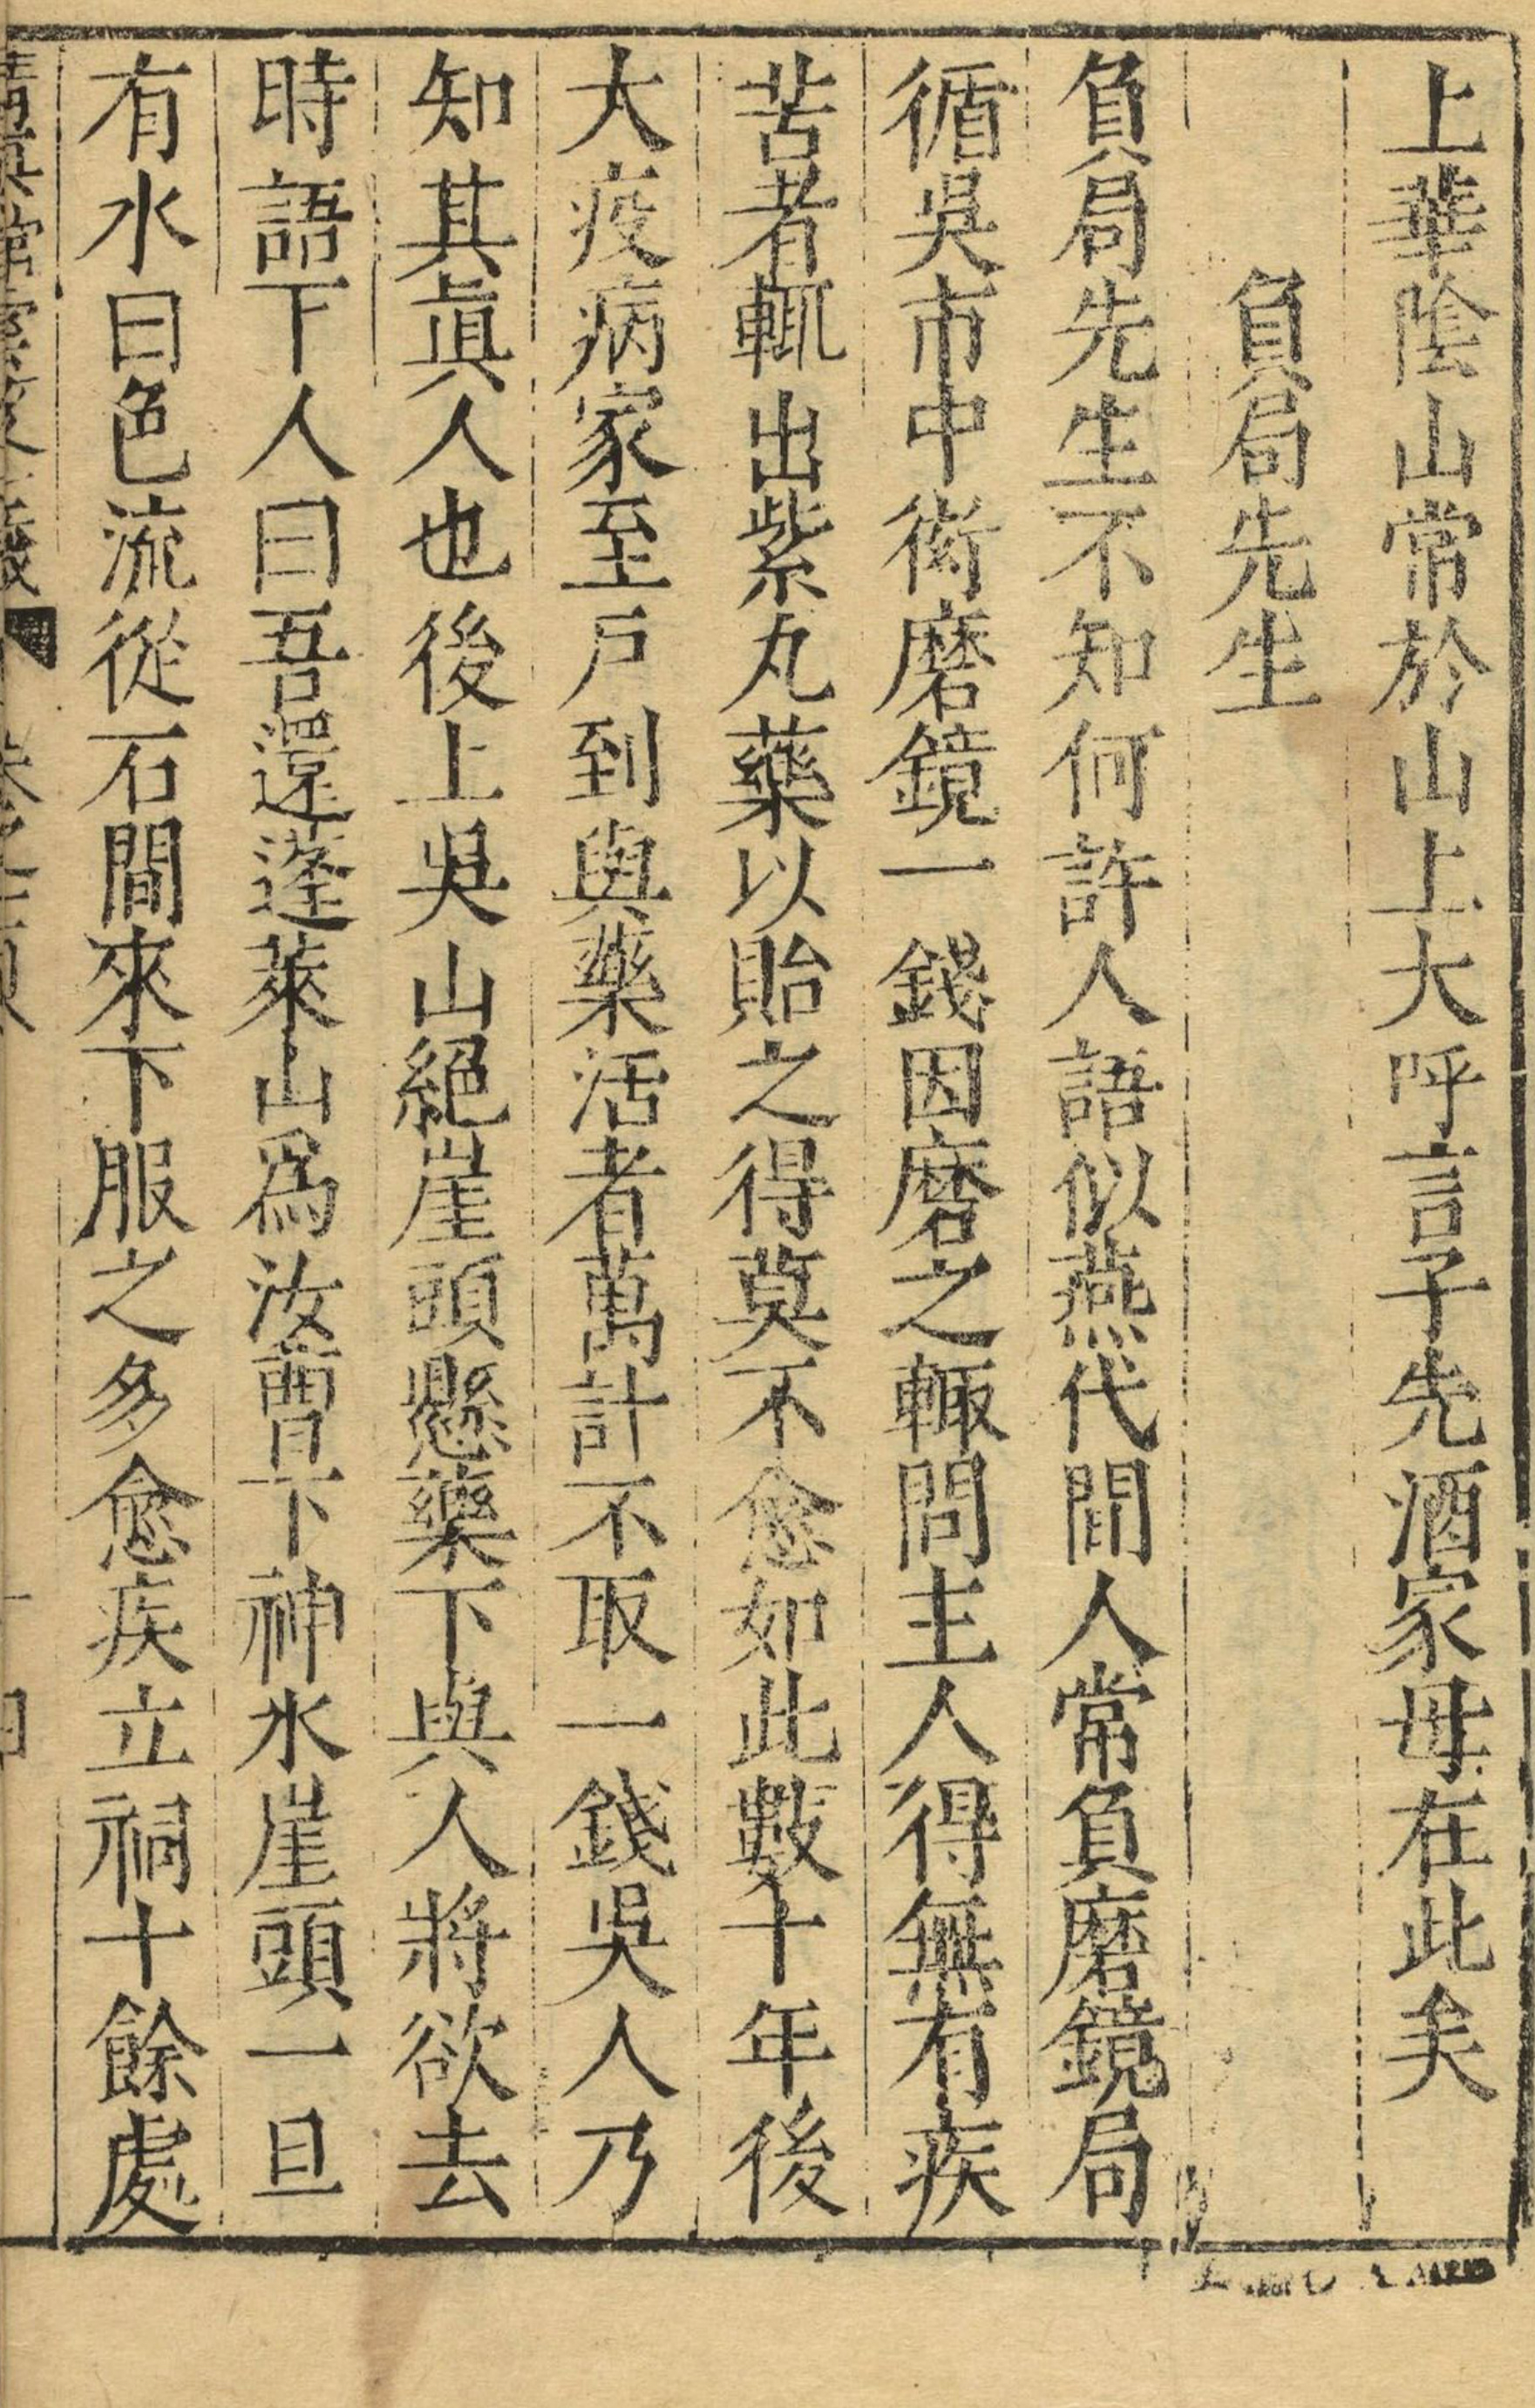 上華陰山常於山上大呼言子先酒家母在此矣
負局先生
負局先生不知何許人語似燕代間人常負磨鏡局
循吳市中衒磨鏡一錢因磨之輙問主人得無有疾
苦者輒出紫丸藥以貽之得莫不愈如此數十年後
大疫病家至戶到與藥活者萬計不取一錢吳人乃
知其眞人也後上吳山絕崖頭懸藥下與人將欲去
時語下人曰吾還蓬萊山爲汝曹下神水崖頭一旦
有水曰色流從石間來下服之多愈疾立祠十餘處